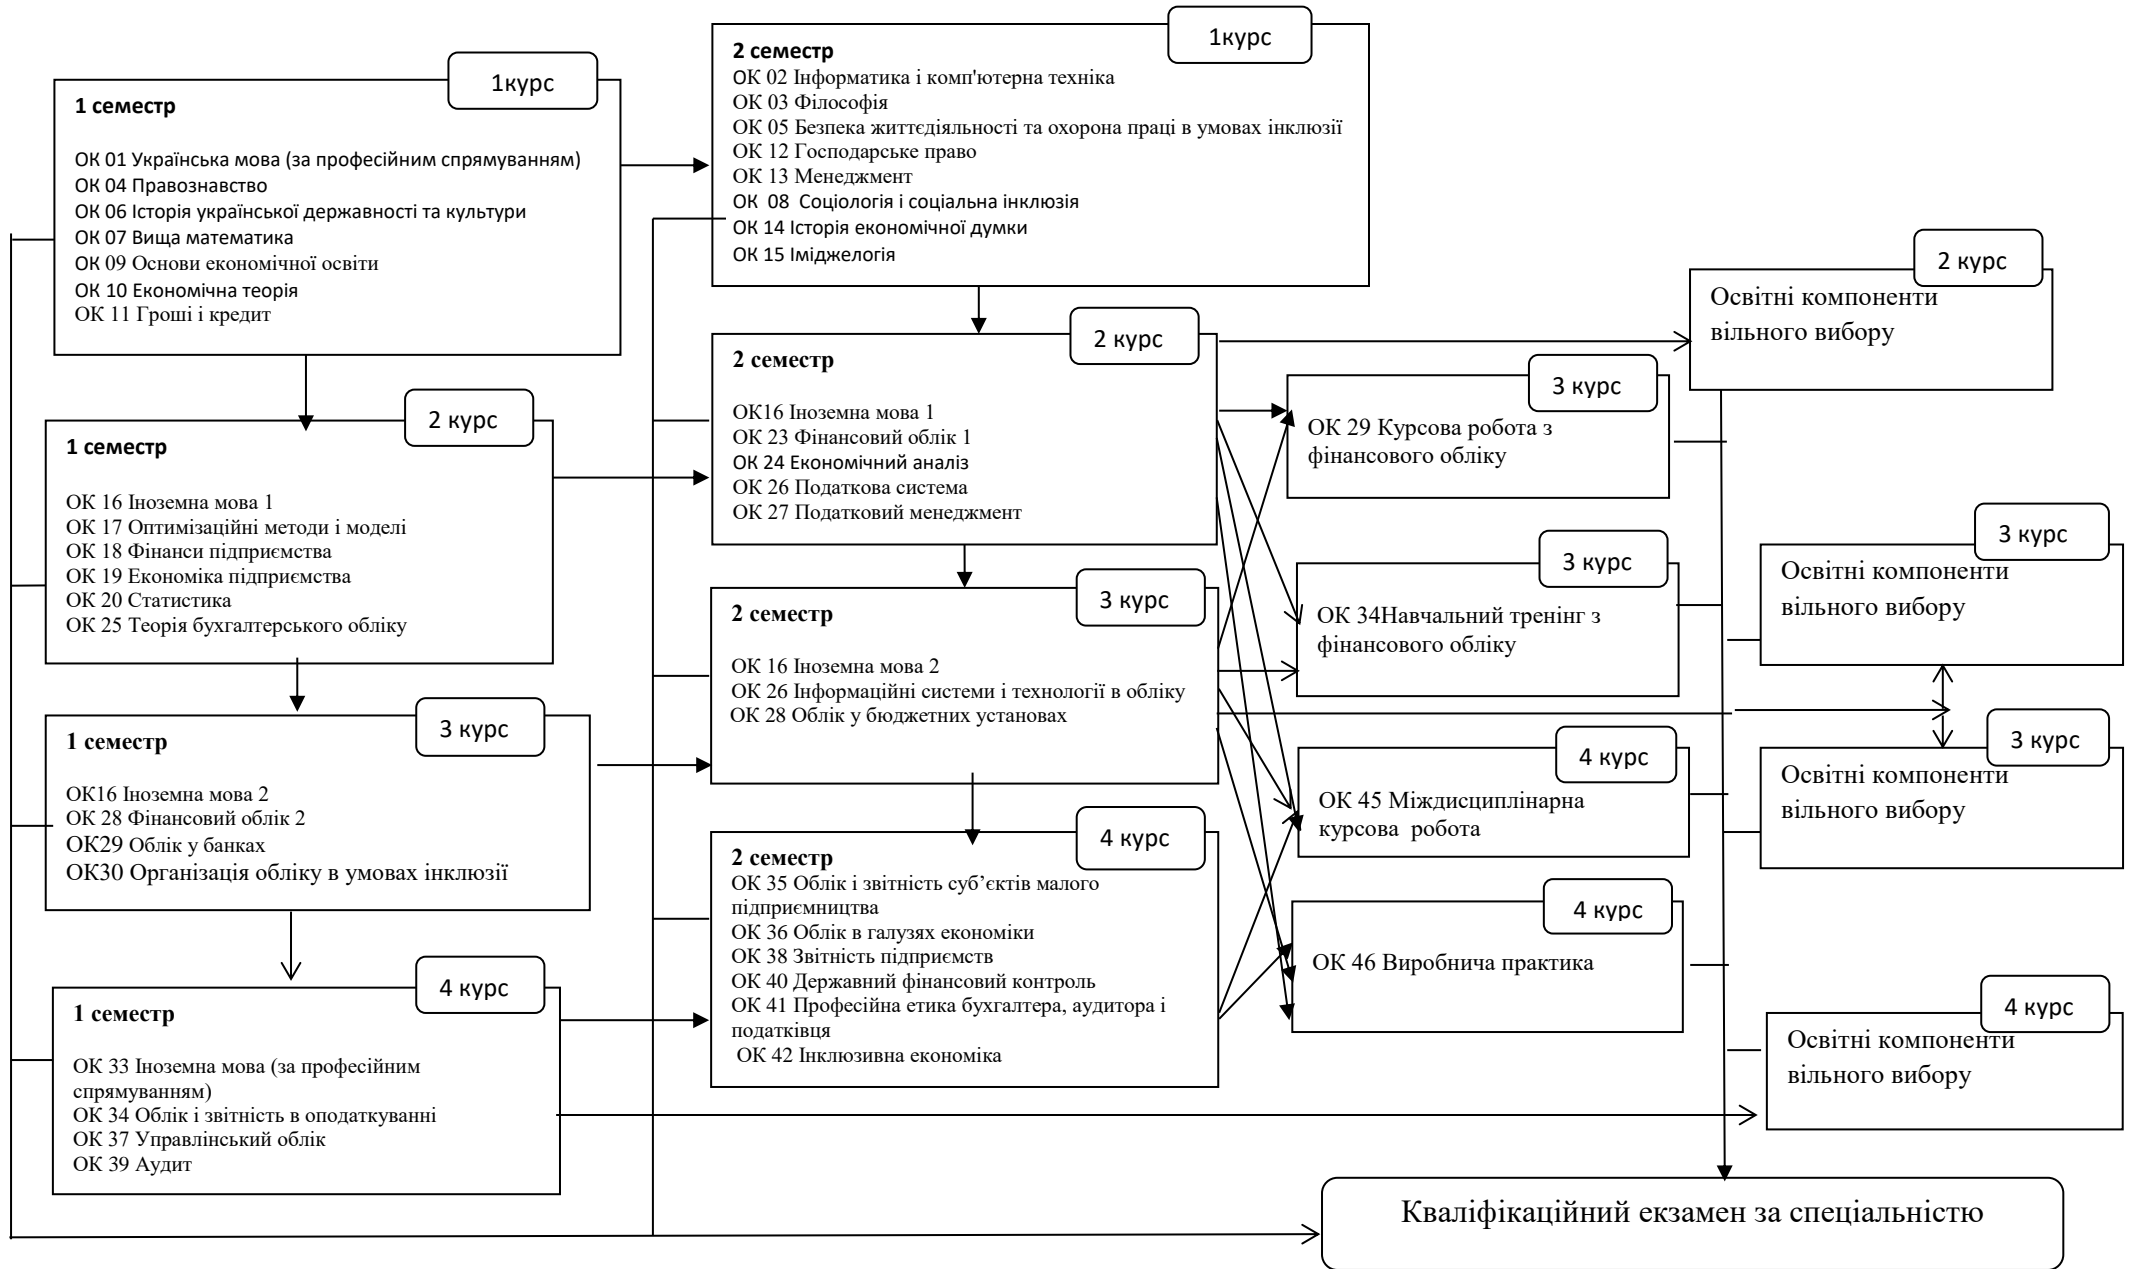 1курс
1 семестр
ОК 01 Українська мова (за професійним спрямуванням)
ОК 04 Правознавство
ОК 06 Історія української державності та культури
ОК 07 Вища математика
ОК 09 Основи економічної освіти
ОК 10 Економічна теорія
ОК 11 Гроші і кредит
1курс
2 семестр
ОК 02 Інформатика і комп'ютерна техніка
ОК 03 Філософія
ОК 05 Безпека життєдіяльності та охорона праці в умовах інклюзії
ОК 12 Господарське право
ОК 13 Менеджмент
ОК 08 Соціологія і соціальна інклюзія
ОК 14 Історія економічної думки
ОК 15 Іміджелогія
2 курс
1 семестр
ОК 16 Іноземна мова 1
ОК 17 Оптимізаційні методи і моделі
ОК 18 Фінанси підприємства
ОК 19 Економіка підприємства
ОК 20 Статистика
ОК 25 Теорія бухгалтерського обліку
2 курс
2 семестр
ОК16 Іноземна мова 1
ОК 23 Фінансовий облік 1
ОК 24 Економічний аналіз
ОК 26 Податкова система
ОК 27 Податковий менеджмент
3 курс
1 семестр
ОК16 Іноземна мова 2
ОК 28 Фінансовий облік 2
ОК29 Облік у банках
ОК30 Організація обліку в умовах інклюзії
3 курс
2 семестр
ОК 16 Іноземна мова 2
ОК 26 Інформаційні системи і технології в обліку
ОК 28 Облік у бюджетних установах
4 курс
1 семестр
ОК 33 Іноземна мова (за професійним
спрямуванням)
ОК 34 Облік і звітність в оподаткуванні
ОК 37 Управлінський облік
ОК 39 Аудит
4 курс
2 семестр
ОК 35 Облік і звітність суб’єктів малого
підприємництва
ОК 36 Облік в галузях економіки
ОК 38 Звітність підприємств
ОК 40 Державний фінансовий контроль
ОК 41 Професійна етика бухгалтера, аудитора і
податківця
ОК 42 Інклюзивна економіка
3 курс
ОК 29 Курсова робота з
фінансового обліку
3 курс
ОК 34Навчальний тренінг з
фінансового обліку
4 курс
ОК 45 Міждисциплінарна
курсова робота
4 курс
ОК 46 Виробнича практика
2 курс
Освітні компоненти
вільного вибору
3 курс
Освітні компоненти
вільного вибору
3 курс
Освітні компоненти
вільного вибору
4 курс
Освітні компоненти
вільного вибору
Кваліфікаційний екзамен за спеціальністю